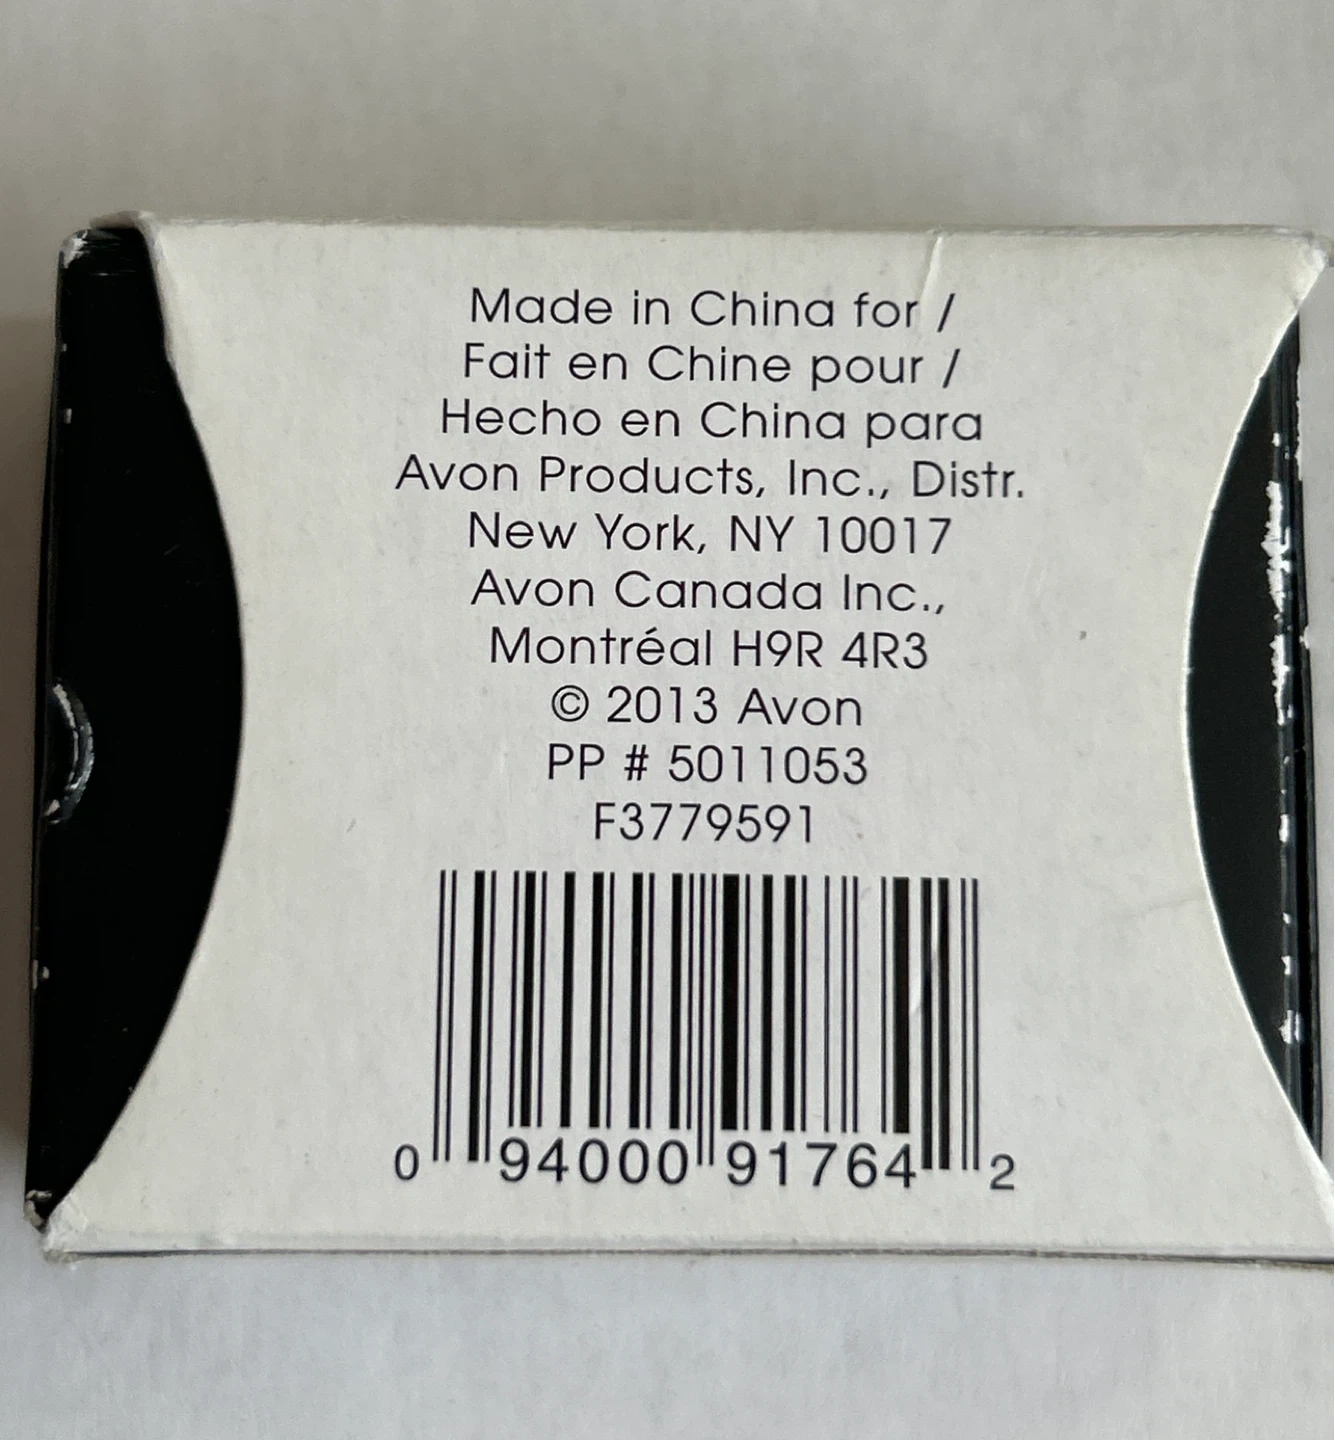 Made in China for /
Fait en Chine pour /
Hecho en China para
Avon Products, Inc., Distr.
New York, NY 10017
Avon Canada Inc.,
Montréal H9R 4R3
© 2013 Avon
PP # 5011053
F3779591
0 94000 91764 2